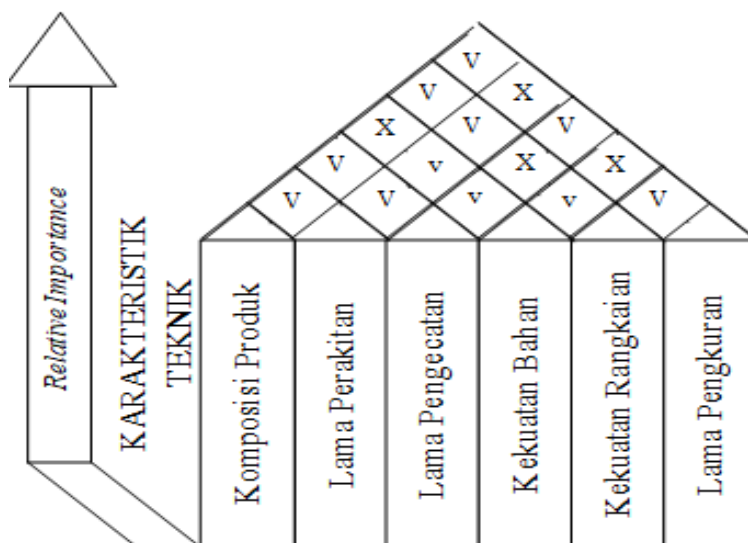 V
V X
X V V
V v X X
V V v v V
Relative Importance
KARAKTERISTIK
TEKNIK
Komposisi Produk
Lama Perakitan
Lama Pengecatan
Kekuatan Bahan
Kekuatan Rangkaian
Lama Pengkuran